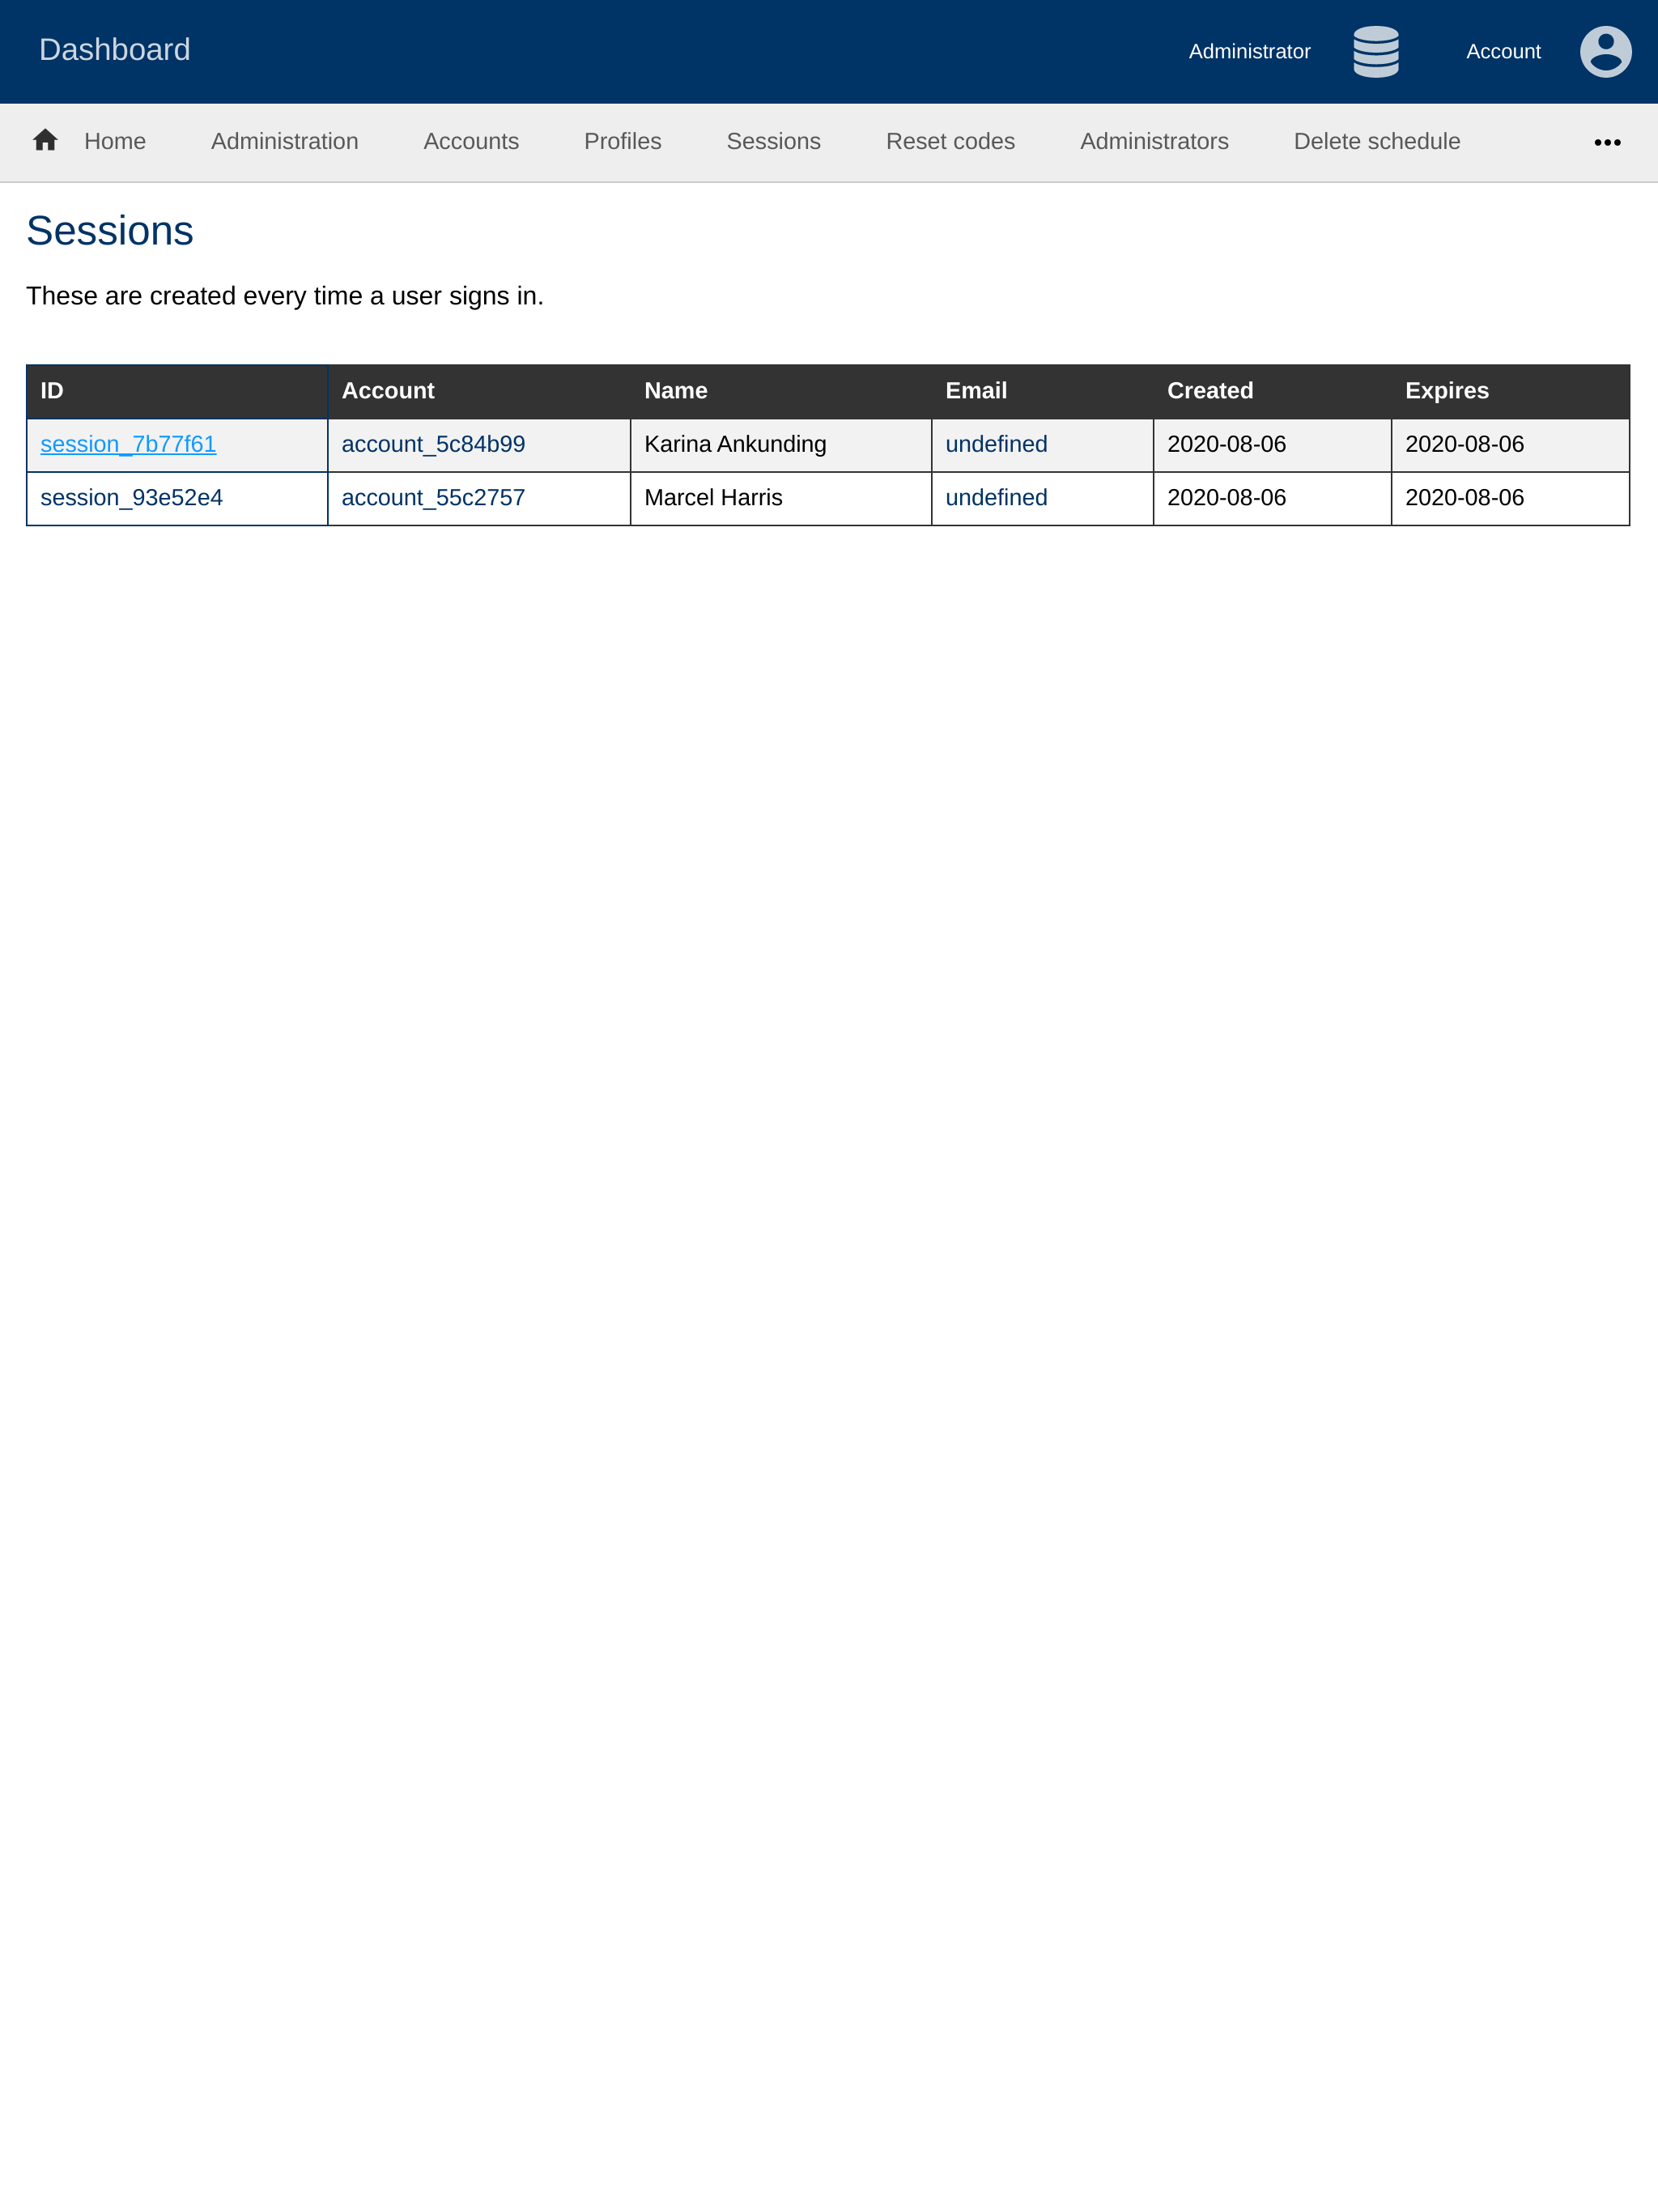 Dashboard Administrator Account
Home Administration Accounts Profiles Sessions Reset codes Administrators Delete schedule
Sessions
These are created every time a user signs in.
ID Account Name Email Created Expires
session_7b77f61 account_5c84b99 Karina Ankunding undefined 2020-08-06 2020-08-06
session_93e52e4 account_55c2757 Marcel Harris undefined 2020-08-06 2020-08-06